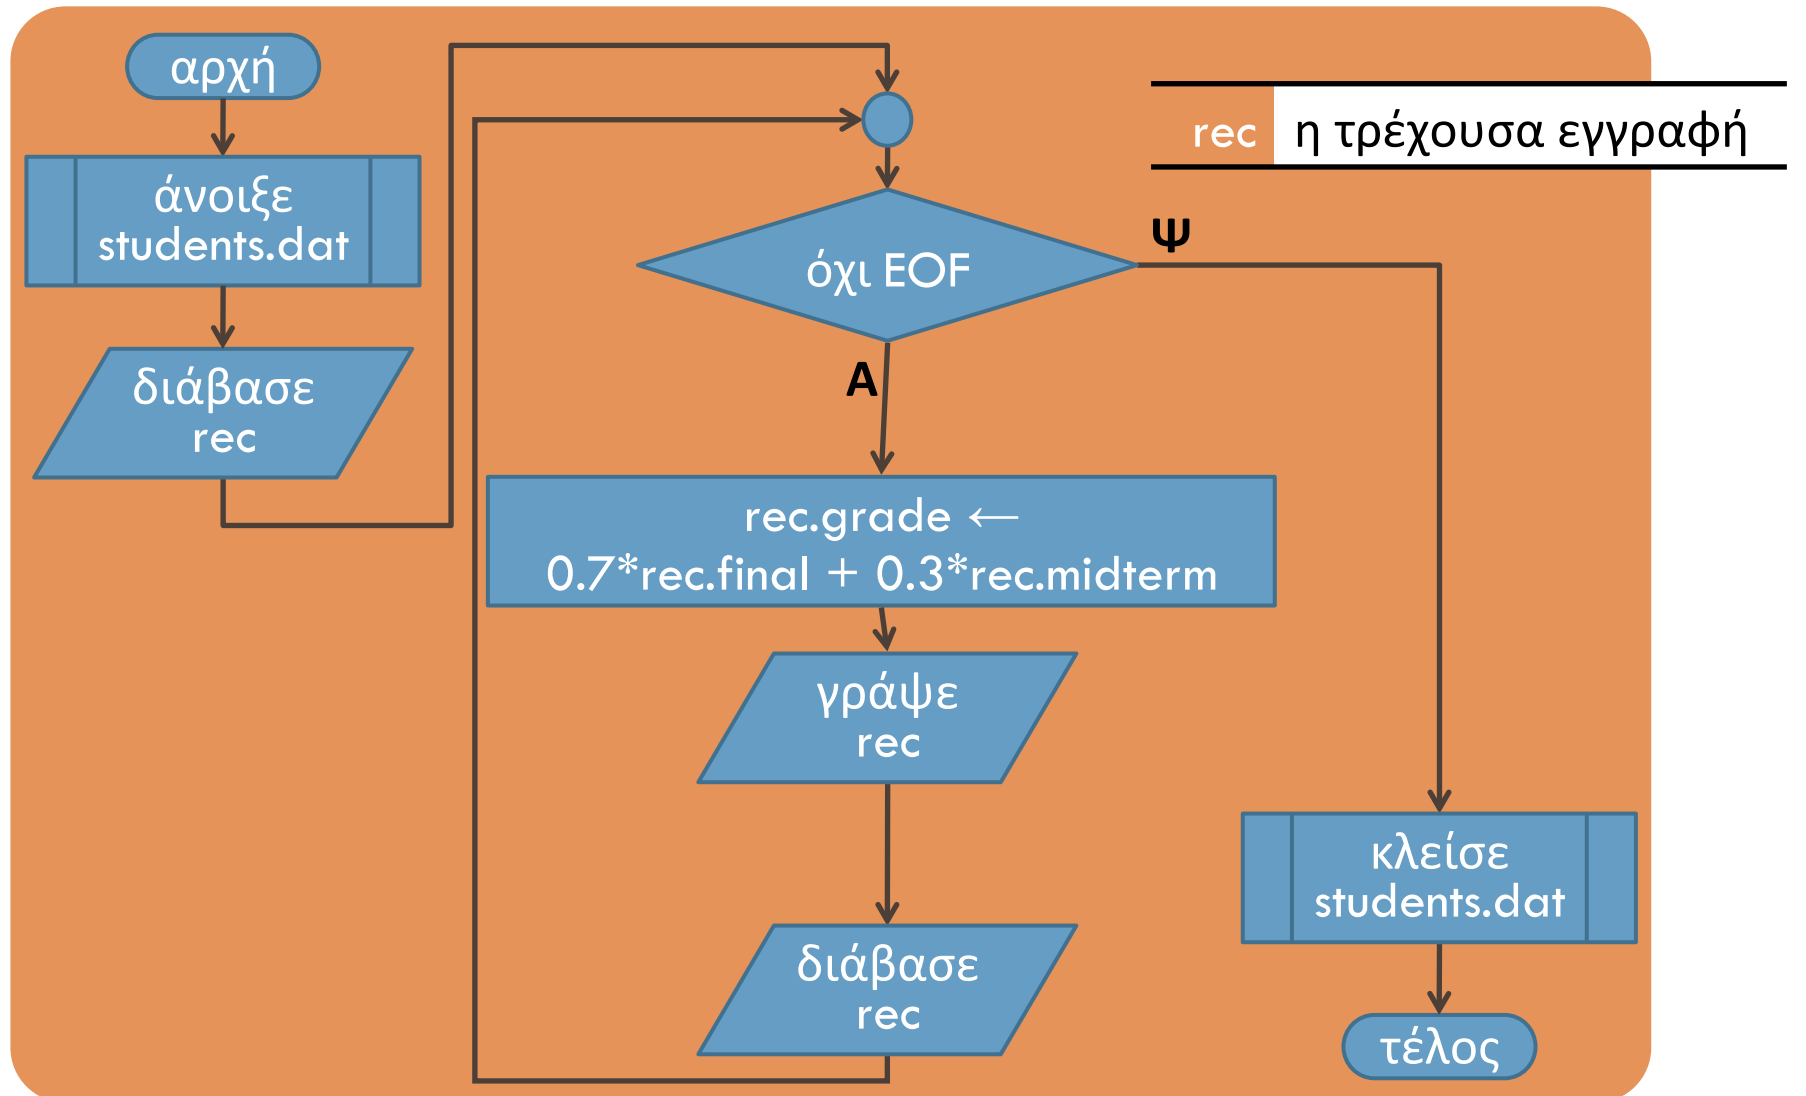 αρχή
άνοιξε
students.dat
διάβασε
rec
rec η τρέχουσα εγγραφή
όχι EOF
Ψ
Α
rec.grade ←
0.7*rec.final + 0.3*rec.midterm
γράψε
rec
διάβασε
rec
κλείσε
students.dat
τέλος